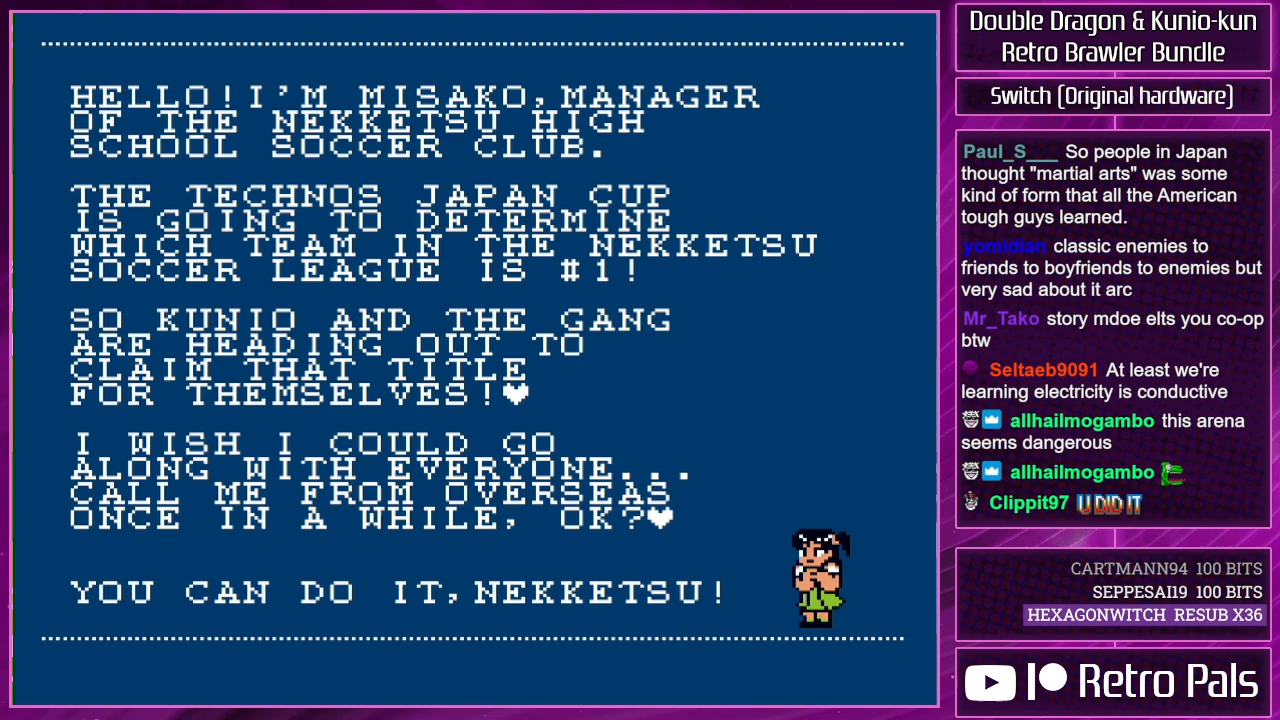 HELLO!I'M MISAKO,MANAGER
OF THE NEKKETSU HIGH
SCHOOL SOCCER CLUB.
THE TECHNOS JAPAN CUP
IS GOING TO DETERMINE
WHICH TEAM IN THE NEKKETSU
SOCCER LEAGUE IS #1!
SO KUNIO AND THE GANG
ARE HEADING OUT TO
CLAIM THAT TITLE
FOR THEMSELVES!♥
I WISH I COULD GO
ALONG WITH EVERYONE...
CALL ME FROM OVERSEAS
ONCE IN A WHILE, OK?♥
YOU CAN DO IT,NEKKETSU!
Double Dragon & Kunio-kun
Retro Brawler Bundle
Switch (Original hardware)
Paul_S___ So people in Japan
thought "martial arts" was some
kind of form that all the American
tough guys learned.
yomidian classic enemies to
friends to boyfriends to enemies but
very sad about it arc
Mr_Tako story mdoe elts you co-op
btw
Seltaeb9091 At least we're
learning electricity is conductive
allhailmogambo this arena
seems dangerous
allhailmogambo
Clippit97 U DID IT
CARTMANN94 100 BITS
SEPPESAI19 100 BITS
HEXAGONWITCH RESUB X36
Retro Pals